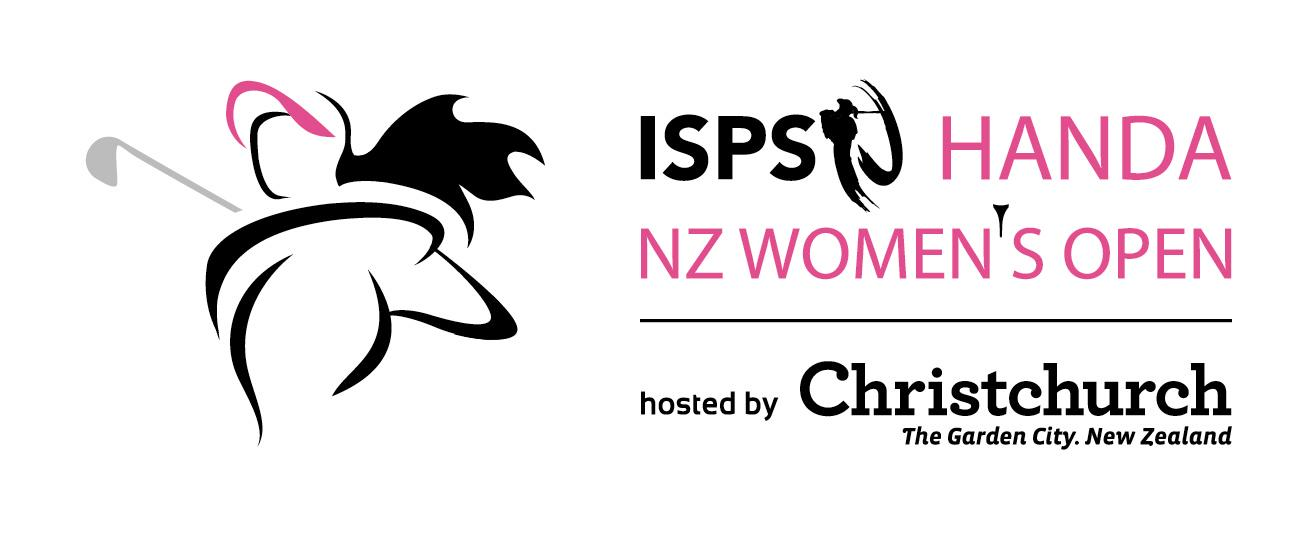 ISPS HANDA
NZ WOMEN'S OPEN
hosted by Christchurch
The Garden City. New Zealand